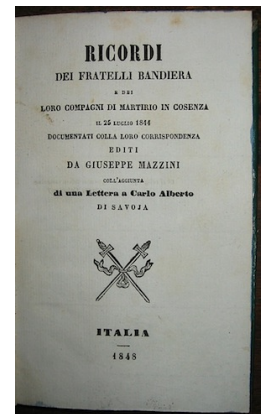 RICORDI
DEI FRATELLI BANDIERA
E DEI
LORO COMPAGNI DI MARTIRIO IN COSENZA
IL 25 LUGLIO 1844
DOCUMENTATI COLLA LORO CORRISPONDENZA
EDITI
DA GIUSEPPE MAZZINI
COLL'AGGIUNTA
di una Lettera a Carlo Alberto
DI SAVOJA
ITALIA
1848